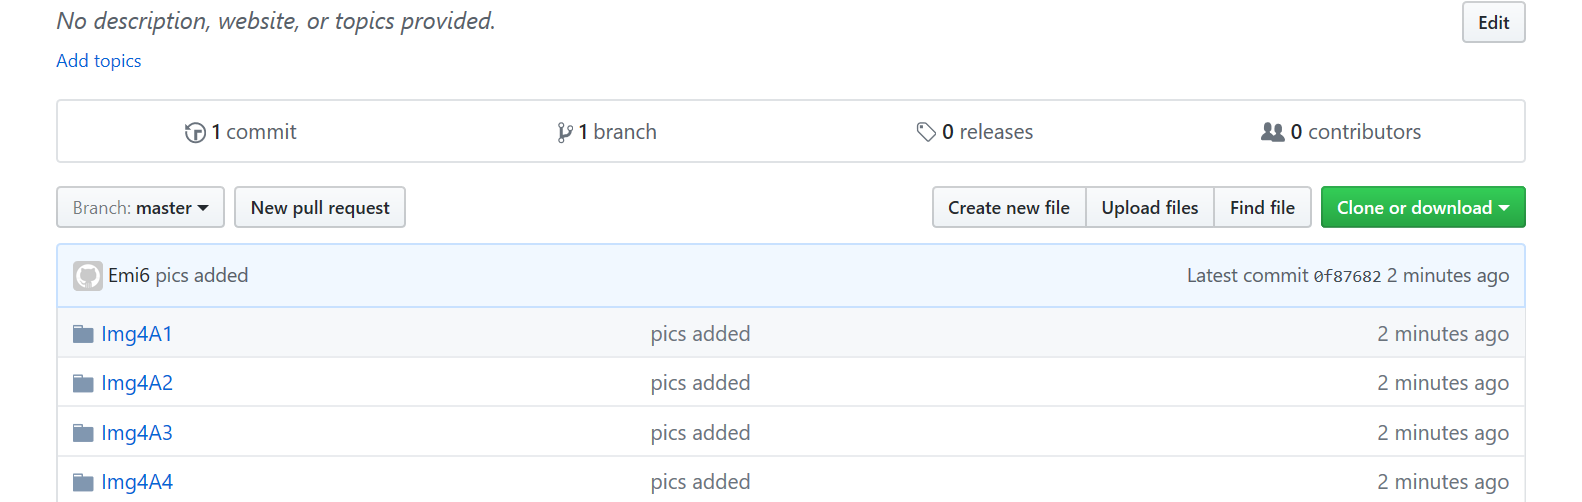 No description, website, or topics provided.
Edit
Add topics
1 commit
1 branch
0 releases
0 contributors
Branch: master
New pull request
Create new file
Upload files
Find file
Clone or download
Emi6 pics added
Latest commit 0f87682 2 minutes ago
Img4A1 pics added 2 minutes ago
Img4A2 pics added 2 minutes ago
Img4A3 pics added 2 minutes ago
Img4A4 pics added 2 minutes ago